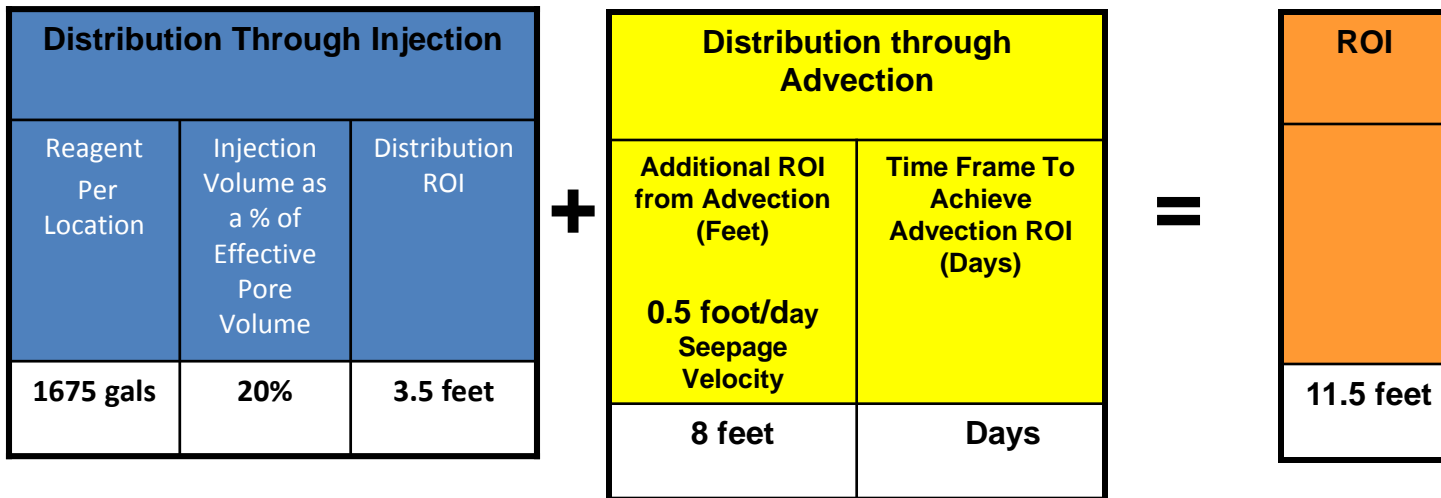 Distribution Through Injection
Reagent
Per
Location
Injection
Volume as
a % of
Effective
Pore
Volume
Distribution
ROI
1675 gals
20%
3.5 feet
+
Distribution through
Advection
Additional ROI
from Advection
(Feet)
0.5 foot/day
Seepage
Velocity
Time Frame To
Achieve
Advection ROI
(Days)
8 feet
Days
=
ROI
11.5 feet